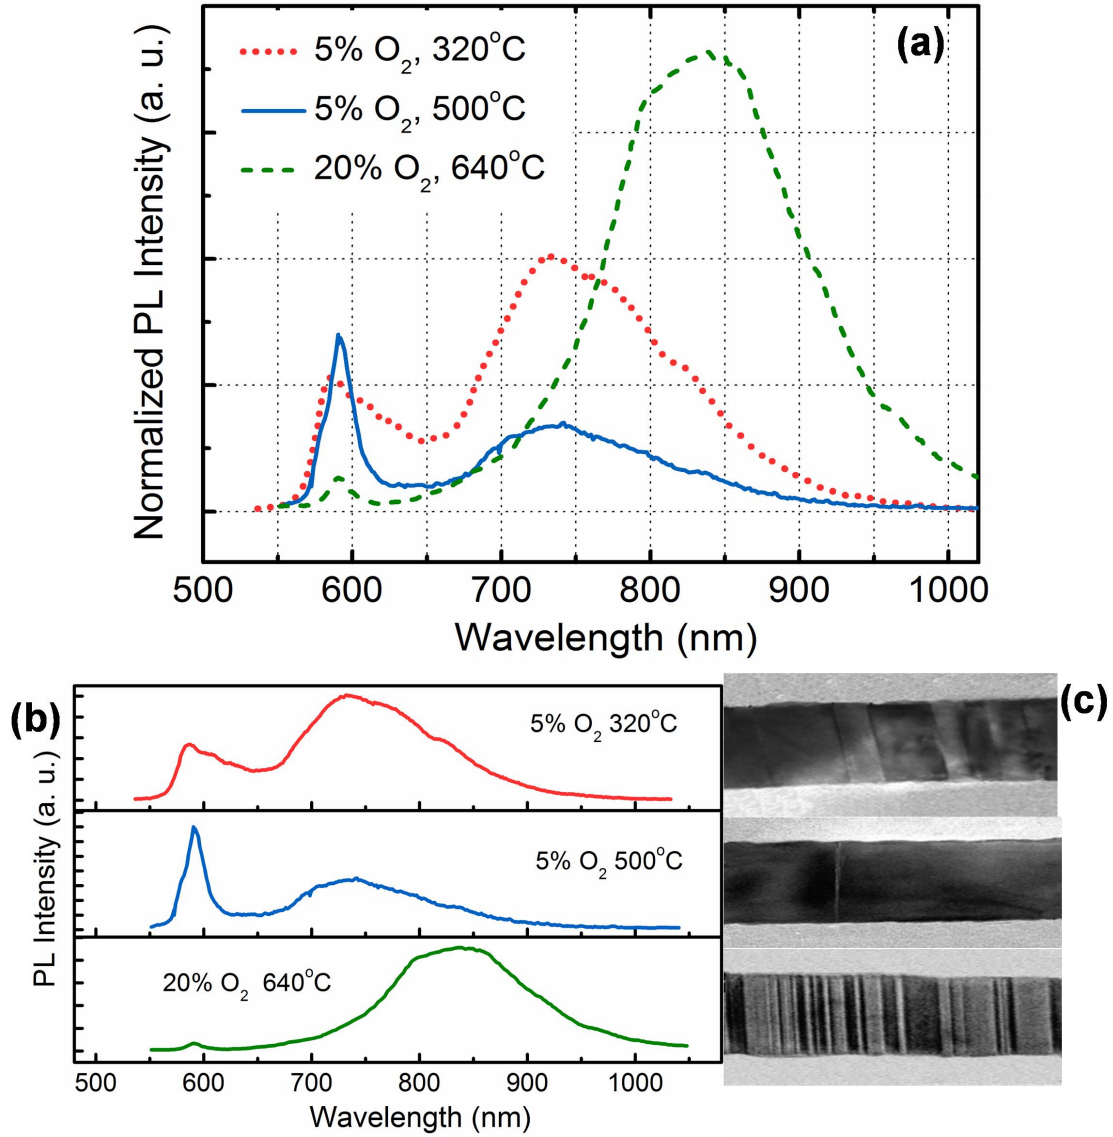 (a)
5% O2, 320°C
5% O2, 500°C
20% O2, 640°C
Normalized PL Intensity (a. u.)
500 600 700 800 900 1000
Wavelength (nm)
(b)
(c)
5% O2 320°C
5% O2 500°C
20% O2 640°C
PL Intensity (a. u.)
500 600 700 800 900 1000
Wavelength (nm)